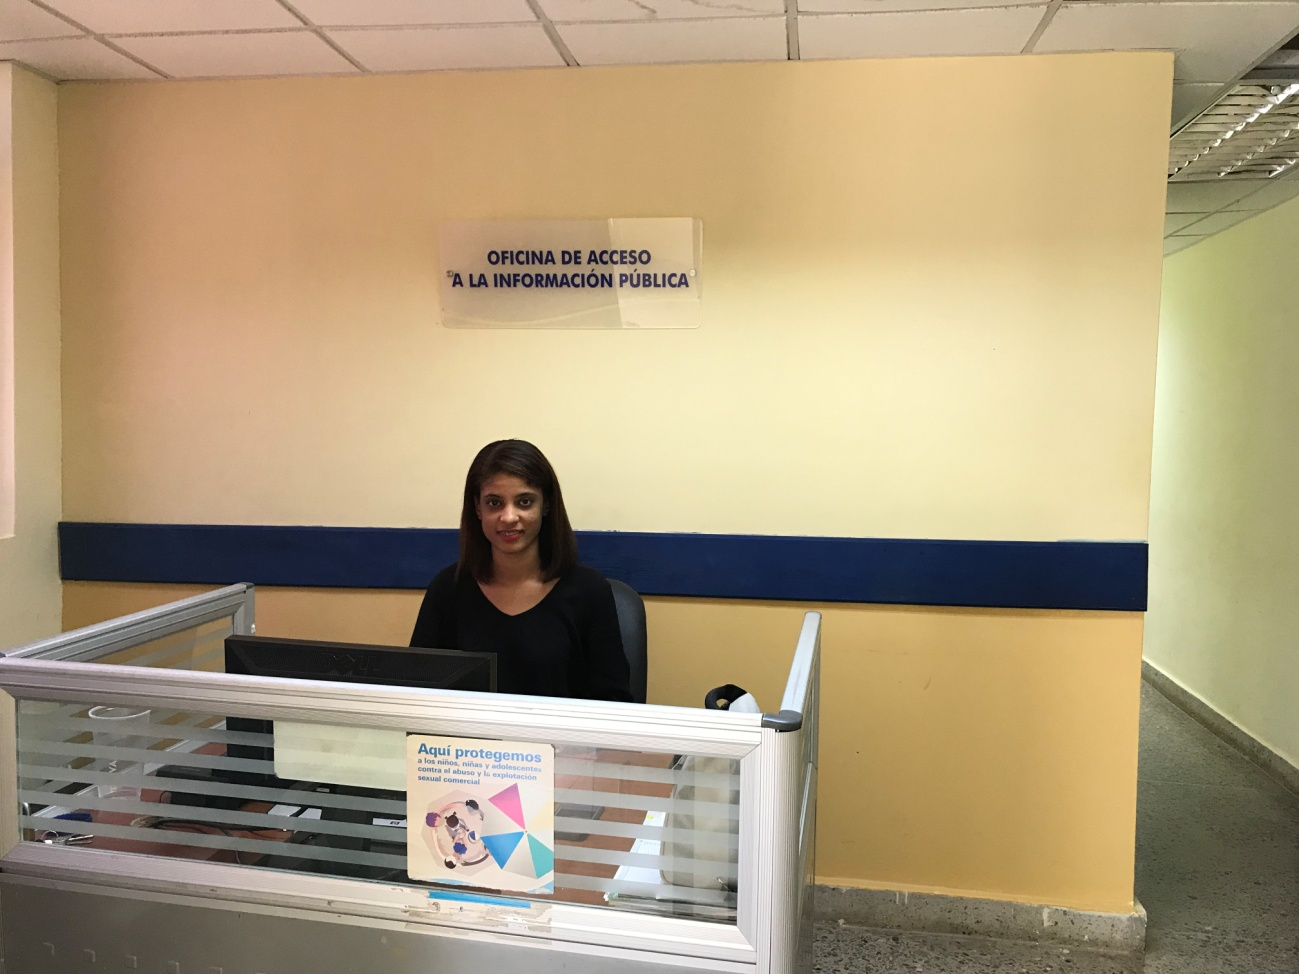 OFICINA DE ACCESO
A LA INFORMACIÓN PÚBLICA
Aquí protegemos
a los niños, niñas y adolescentes
contra el abuso y la explotación
sexual comercial